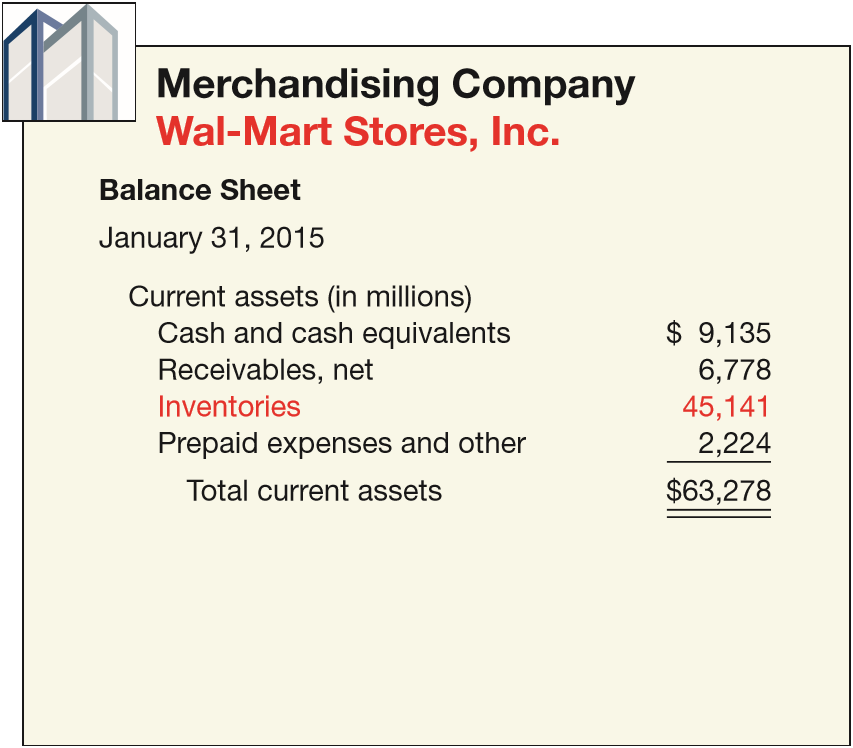 Merchandising Company
Wal-Mart Stores, Inc.
Balance Sheet
January 31, 2015
Current assets (in millions)
Cash and cash equivalents $ 9,135
Receivables, net 6,778
Inventories 45,141
Prepaid expenses and other 2,224
Total current assets $63,278